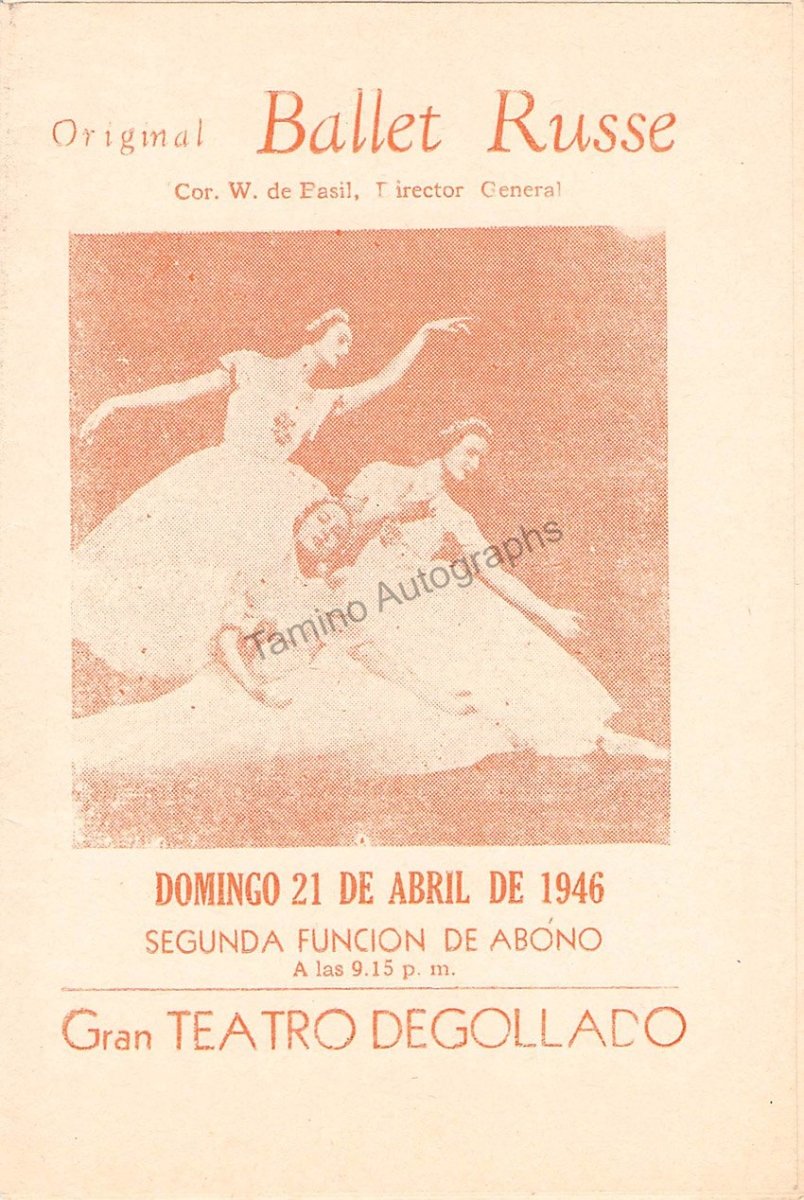 Original Ballet Russe
Cor. W. de Basil, Director General
Tamino Autographs
DOMINGO 21 DE ABRIL DE 1946
SEGUNDA FUNCION DE ABÓNO
A las 9.15 p. m.
Gran TEATRO DEGOLLADO